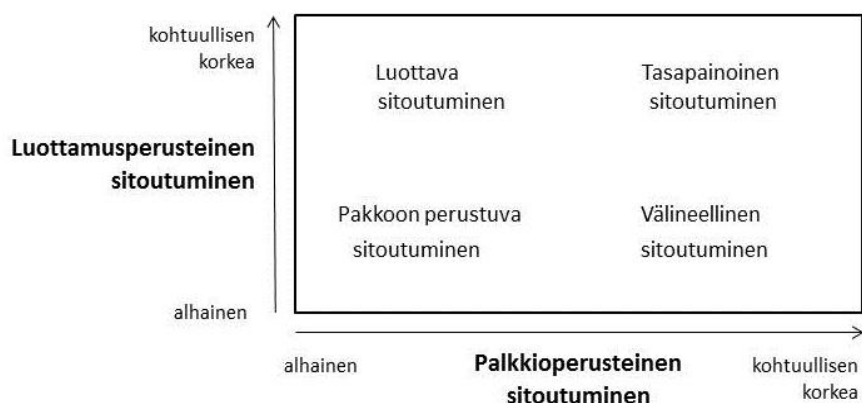 kohtuullisen
korkea
Luottava
sitoutuminen
Tasapainoinen
sitoutuminen
Luottamusperusteinen
sitoutuminen
Pakkoon perustuva
sitoutuminen
Välineellinen
sitoutuminen
alhainen
alhainen
Palkkioperusteinen
sitoutuminen
kohtuullisen
korkea